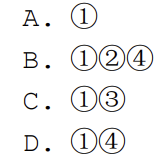 A. ①
B. ①②④
C. ①③
D. ①④